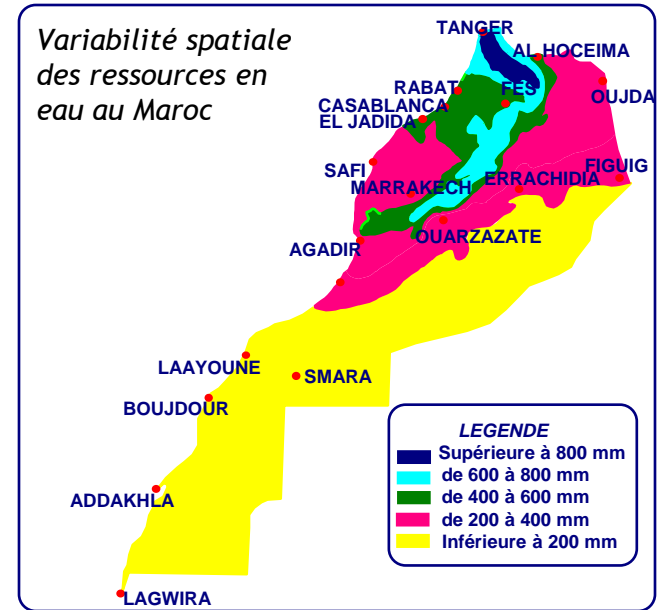 Variabilité spatiale
des ressources en
eau au Maroc
TANGER
AL HOCEIMA
RABAT
FES
OUJDA
CASABLANCA
EL JADIDA
SAFI
FIGUIG
MARRAKECH
ERRACHIDIA
AGADIR
OUARZAZATE
LAAYOUNE
SMARA
BOUJDOUR
ADDAKHLA
LAGWIRA
LEGENDE
Supérieure à 800 mm
de 600 à 800 mm
de 400 à 600 mm
de 200 à 400 mm
Inférieure à 200 mm